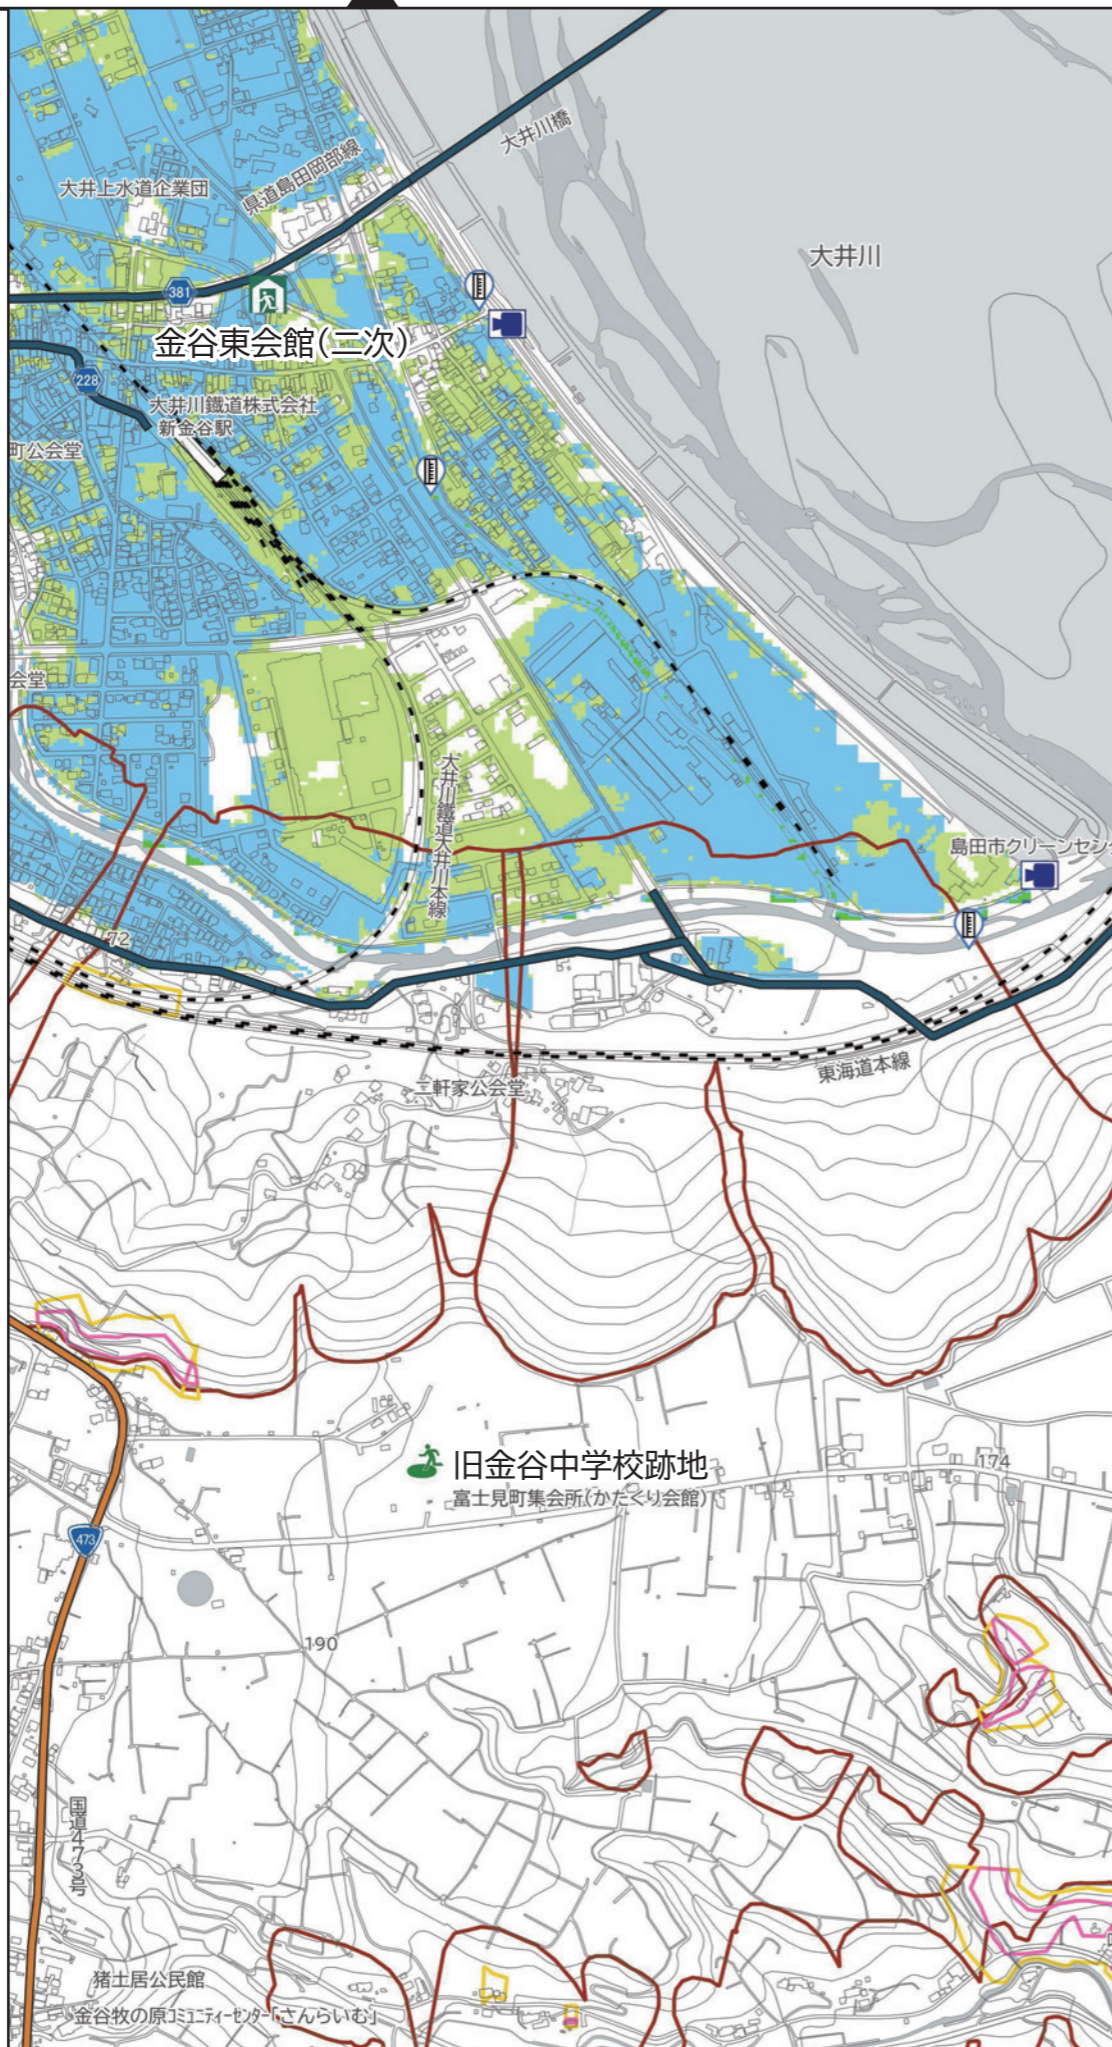 大井川橋
県道島田岡部線
大井上水道企業団
大井川
381
金谷東会館(二次)
228
大井川鐵道株式会社
新金谷駅
町公会堂
会堂
大井川鐵道大井川本線
島田市クリーンセンタ
72
東海道本線
二軒家公会堂
旧金谷中学校跡地
富士見町集会所(かたくり会館)
174
473
190
国道473号
猪土居公民館
金谷牧の原コミュニティーセンター「さんらいむ」